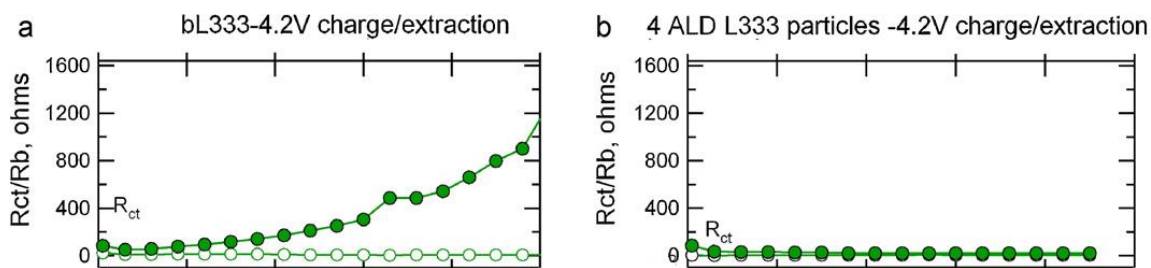 a bL333-4.2V charge/extraction
Rct/Rb, ohms
1600
1200
800
400
0
Rct
b 4 ALD L333 particles -4.2V charge/extraction
Rct/Rb, ohms
1600
1200
800
400
0
Rct